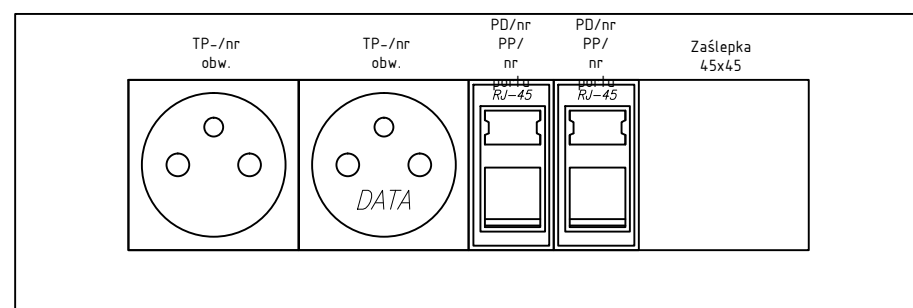 TP-/nr
obw.
TP-/nr
obw.
PD/nr
PP/
nr
portu
PD/nr
PP/
nr
portu
Zaślepka
45x45
RJ-45
RJ-45
DATA